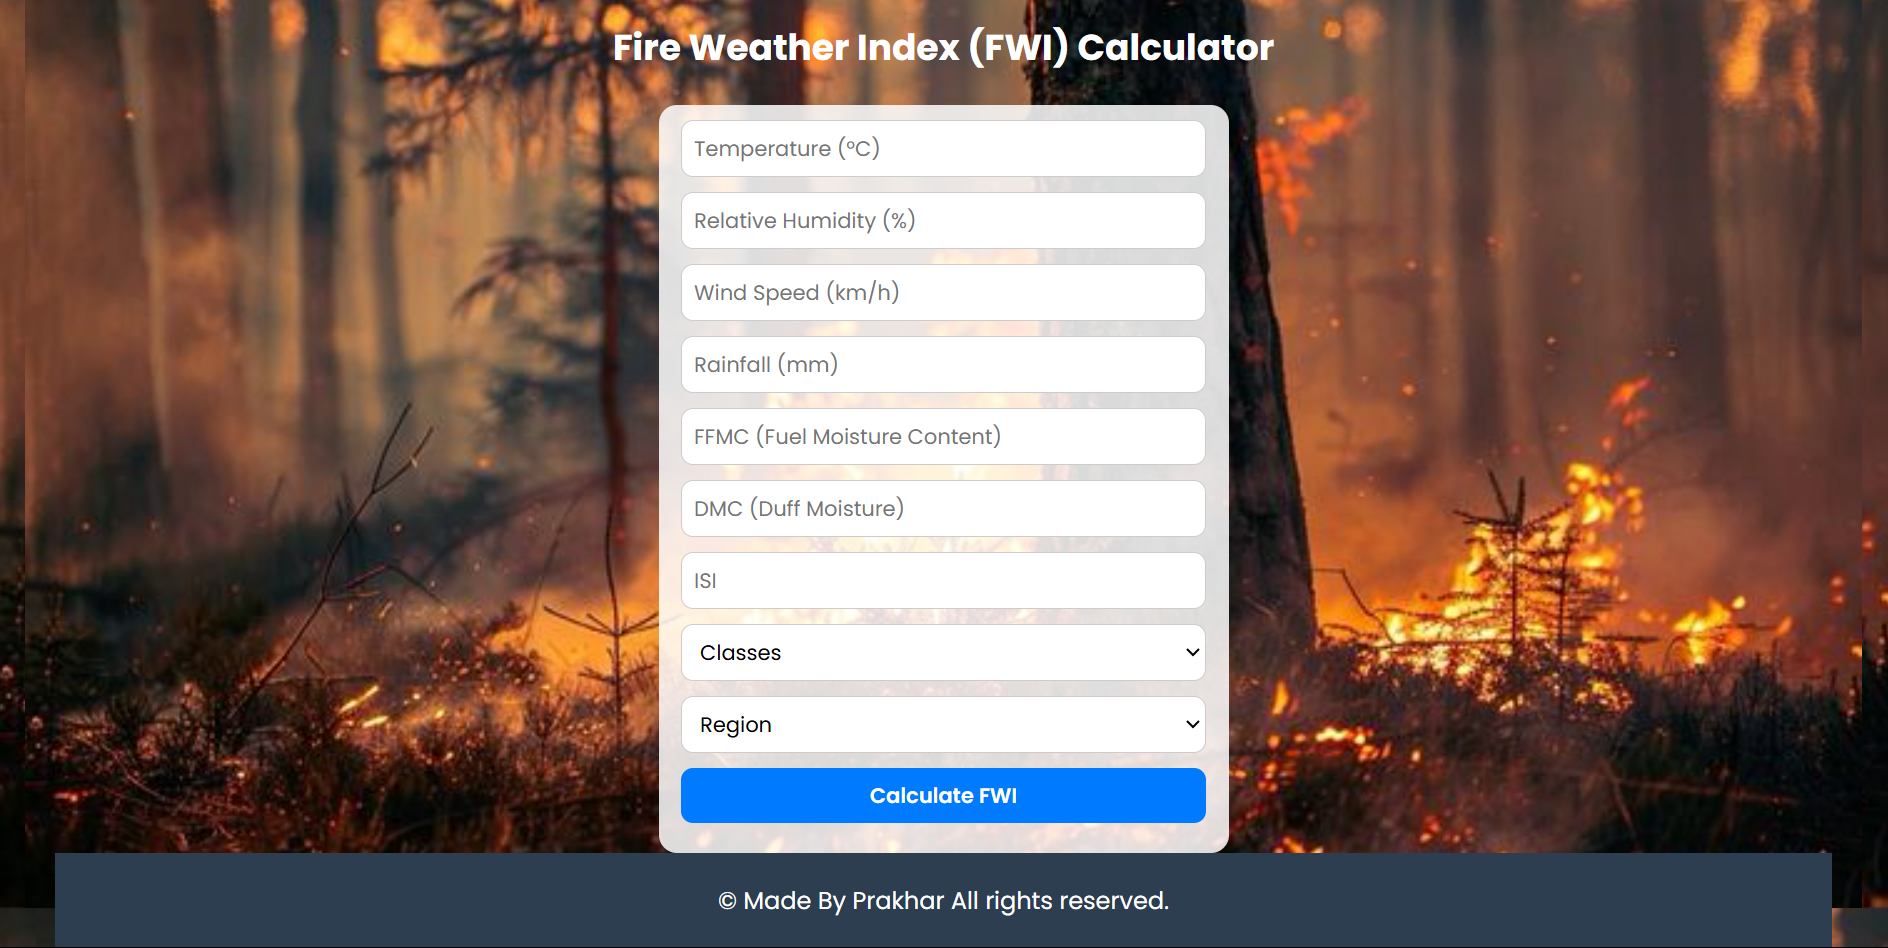 Fire Weather Index (FWI) Calculator
Temperature (°C)
Relative Humidity (%)
Wind Speed (km/h)
Rainfall (mm)
FFMC (Fuel Moisture Content)
DMC (Duff Moisture)
ISI
Classes
Region
Calculate FWI
© Made By Prakhar All rights reserved.